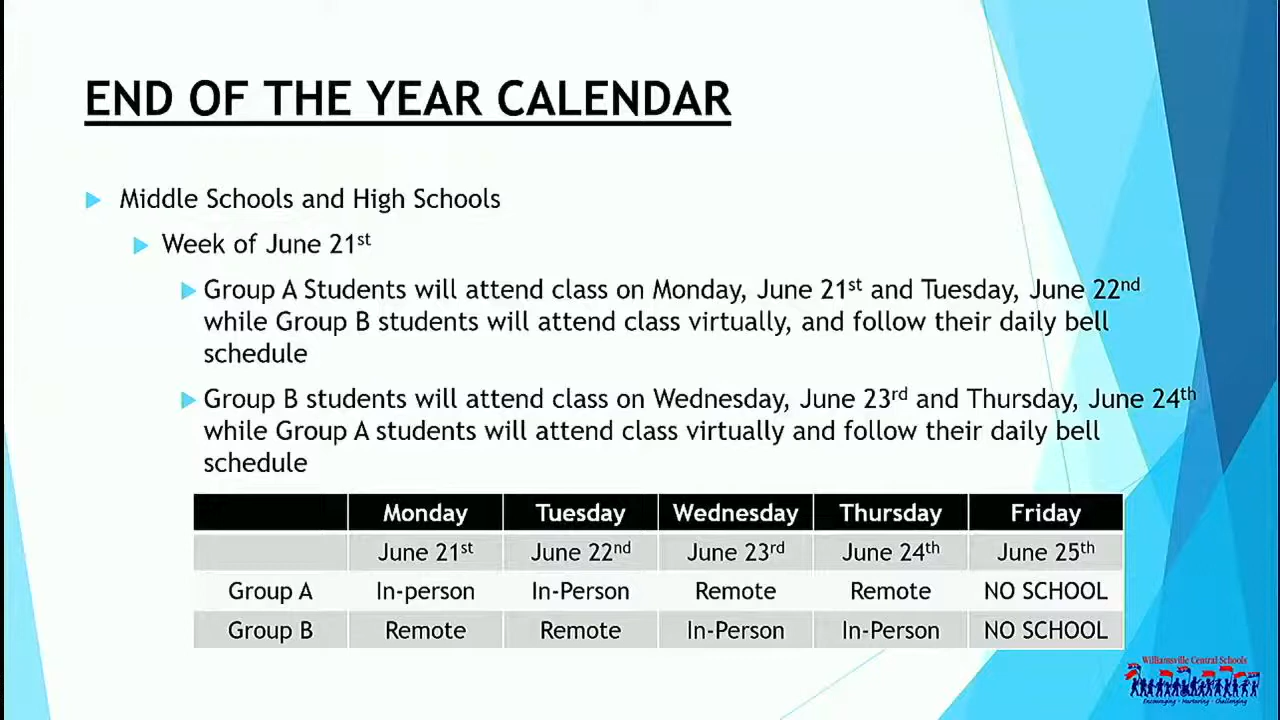 END OF THE YEAR CALENDAR
Middle Schools and High Schools
Week of June 21st
Group A Students will attend class on Monday, June 21st and Tuesday, June 22nd
while Group B students will attend class virtually, and follow their daily bell
schedule
Group B students will attend class on Wednesday, June 23rd and Thursday, June 24th
while Group A students will attend class virtually and follow their daily bell
schedule
Monday Tuesday Wednesday Thursday Friday
June 21st June 22nd June 23rd June 24th June 25th
Group A In-person In-Person Remote Remote NO SCHOOL
Group B Remote Remote In-Person In-Person NO SCHOOL
Williamsville Central Schools
Encouraging • Nurturing • Challenging